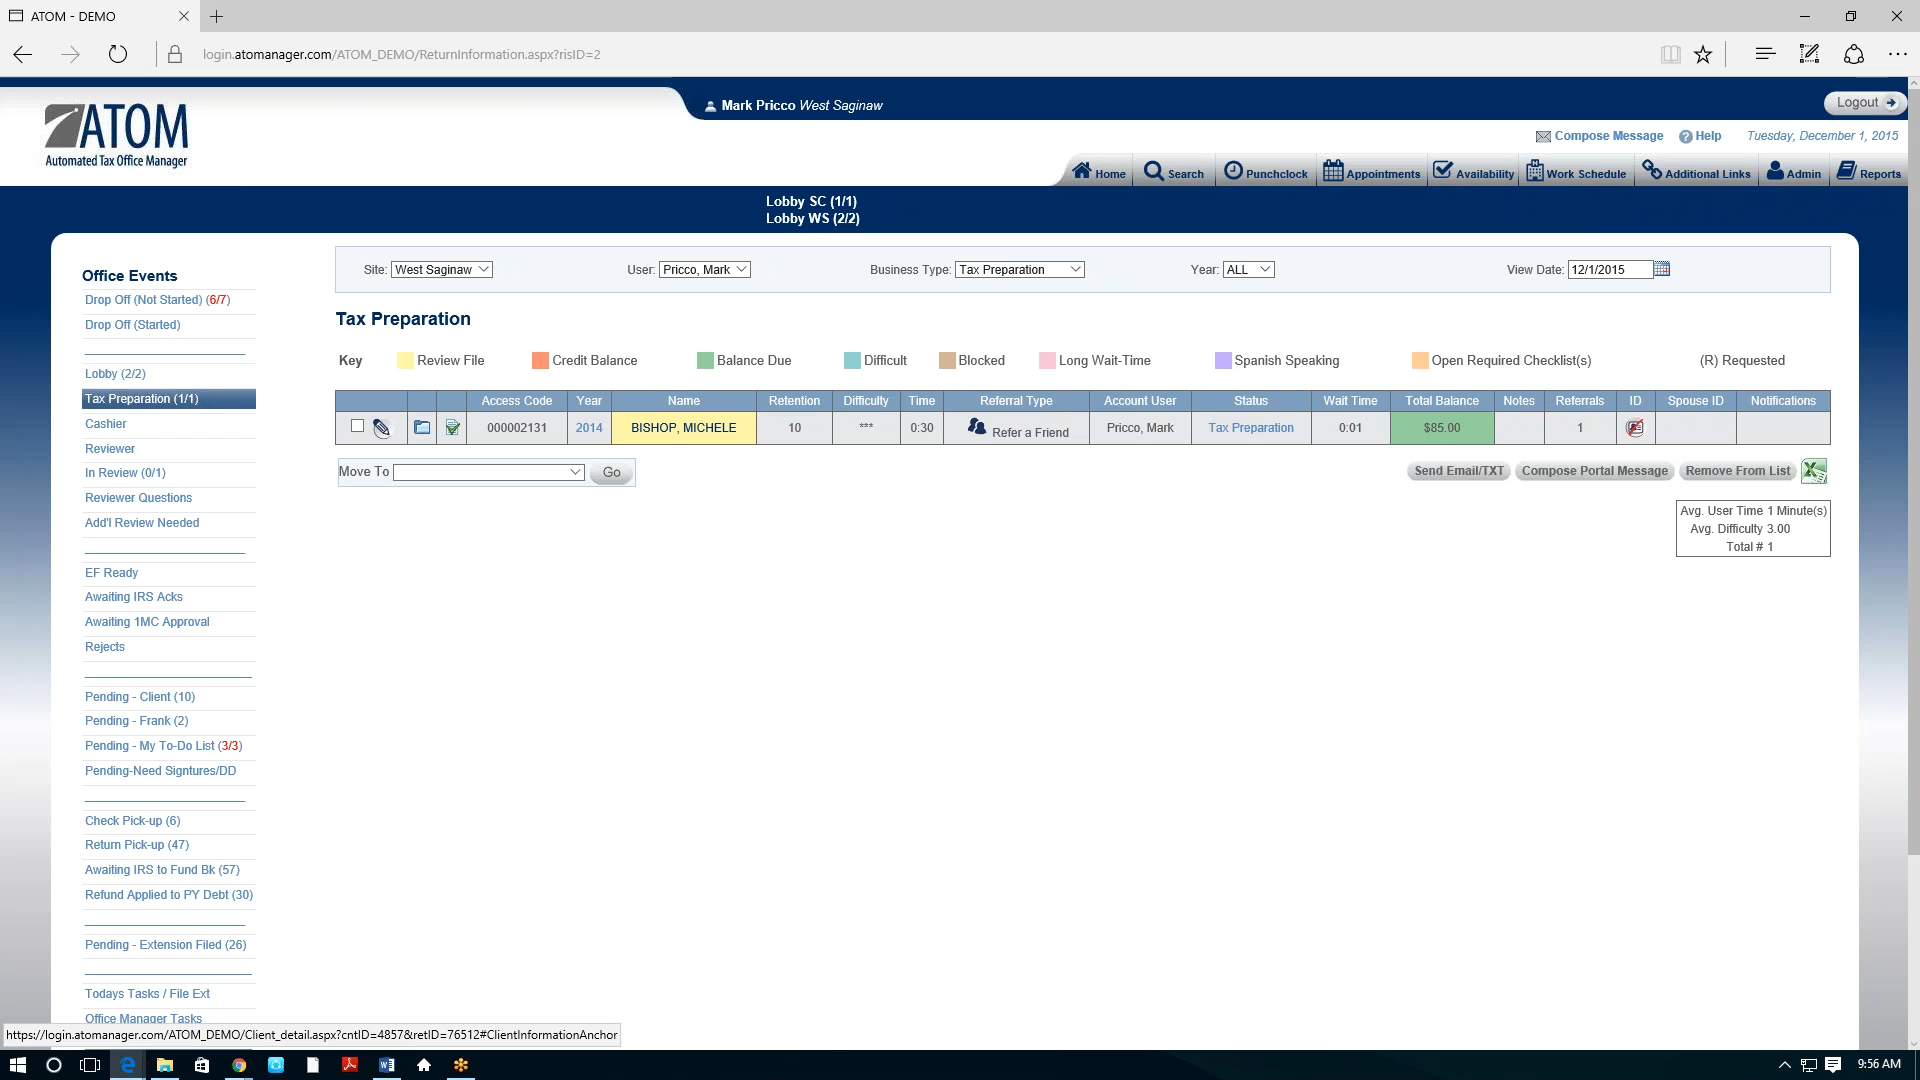 ATOM - DEMO
login.atomanager.com/ATOM_DEMO/ReturnInformation.aspx?risID=2
ATOM
Automated Tax Office Manager
Mark Pricco West Saginaw
Logout
Compose Message Help Tuesday, December 1, 2015
Home Search Punchclock Appointments Availability Work Schedule Additional Links Admin Reports
Lobby SC (1/1)
Lobby WS (2/2)
Office Events
Drop Off (Not Started) (6/7)
Drop Off (Started)
Lobby (2/2)
Tax Preparation (1/1)
Cashier
Reviewer
In Review (0/1)
Reviewer Questions
Add'l Review Needed
EF Ready
Awaiting IRS Acks
Awaiting 1MC Approval
Rejects
Pending - Client (10)
Pending - Frank (2)
Pending - My To-Do List (3/3)
Pending-Need Signtures/DD
Check Pick-up (6)
Return Pick-up (47)
Awaiting IRS to Fund Bk (57)
Refund Applied to PY Debt (30)
Pending - Extension Filed (26)
Todays Tasks / File Ext
Office Manager Tasks
Site: West Saginaw User: Pricco, Mark Business Type: Tax Preparation Year: ALL View Date: 12/1/2015
Tax Preparation
Key Review File Credit Balance Balance Due Difficult Blocked Long Wait-Time Spanish Speaking Open Required Checklist(s) (R) Requested
Access Code Year Name Retention Difficulty Time Referral Type Account User Status Wait Time Total Balance Notes Referrals ID Spouse ID Notifications
000002131 2014 BISHOP, MICHELE 10 *** 0:30 Refer a Friend Pricco, Mark Tax Preparation 0:01 $85.00 1
Move To Go Send Email/TXT Compose Portal Message Remove From List
Avg. User Time 1 Minute(s)
Avg. Difficulty 3.00
Total # 1
https://login.atomanager.com/ATOM_DEMO/Client_detail.aspx?cntID=4857&retID=76512#ClientInformationAnchor
9:56 AM